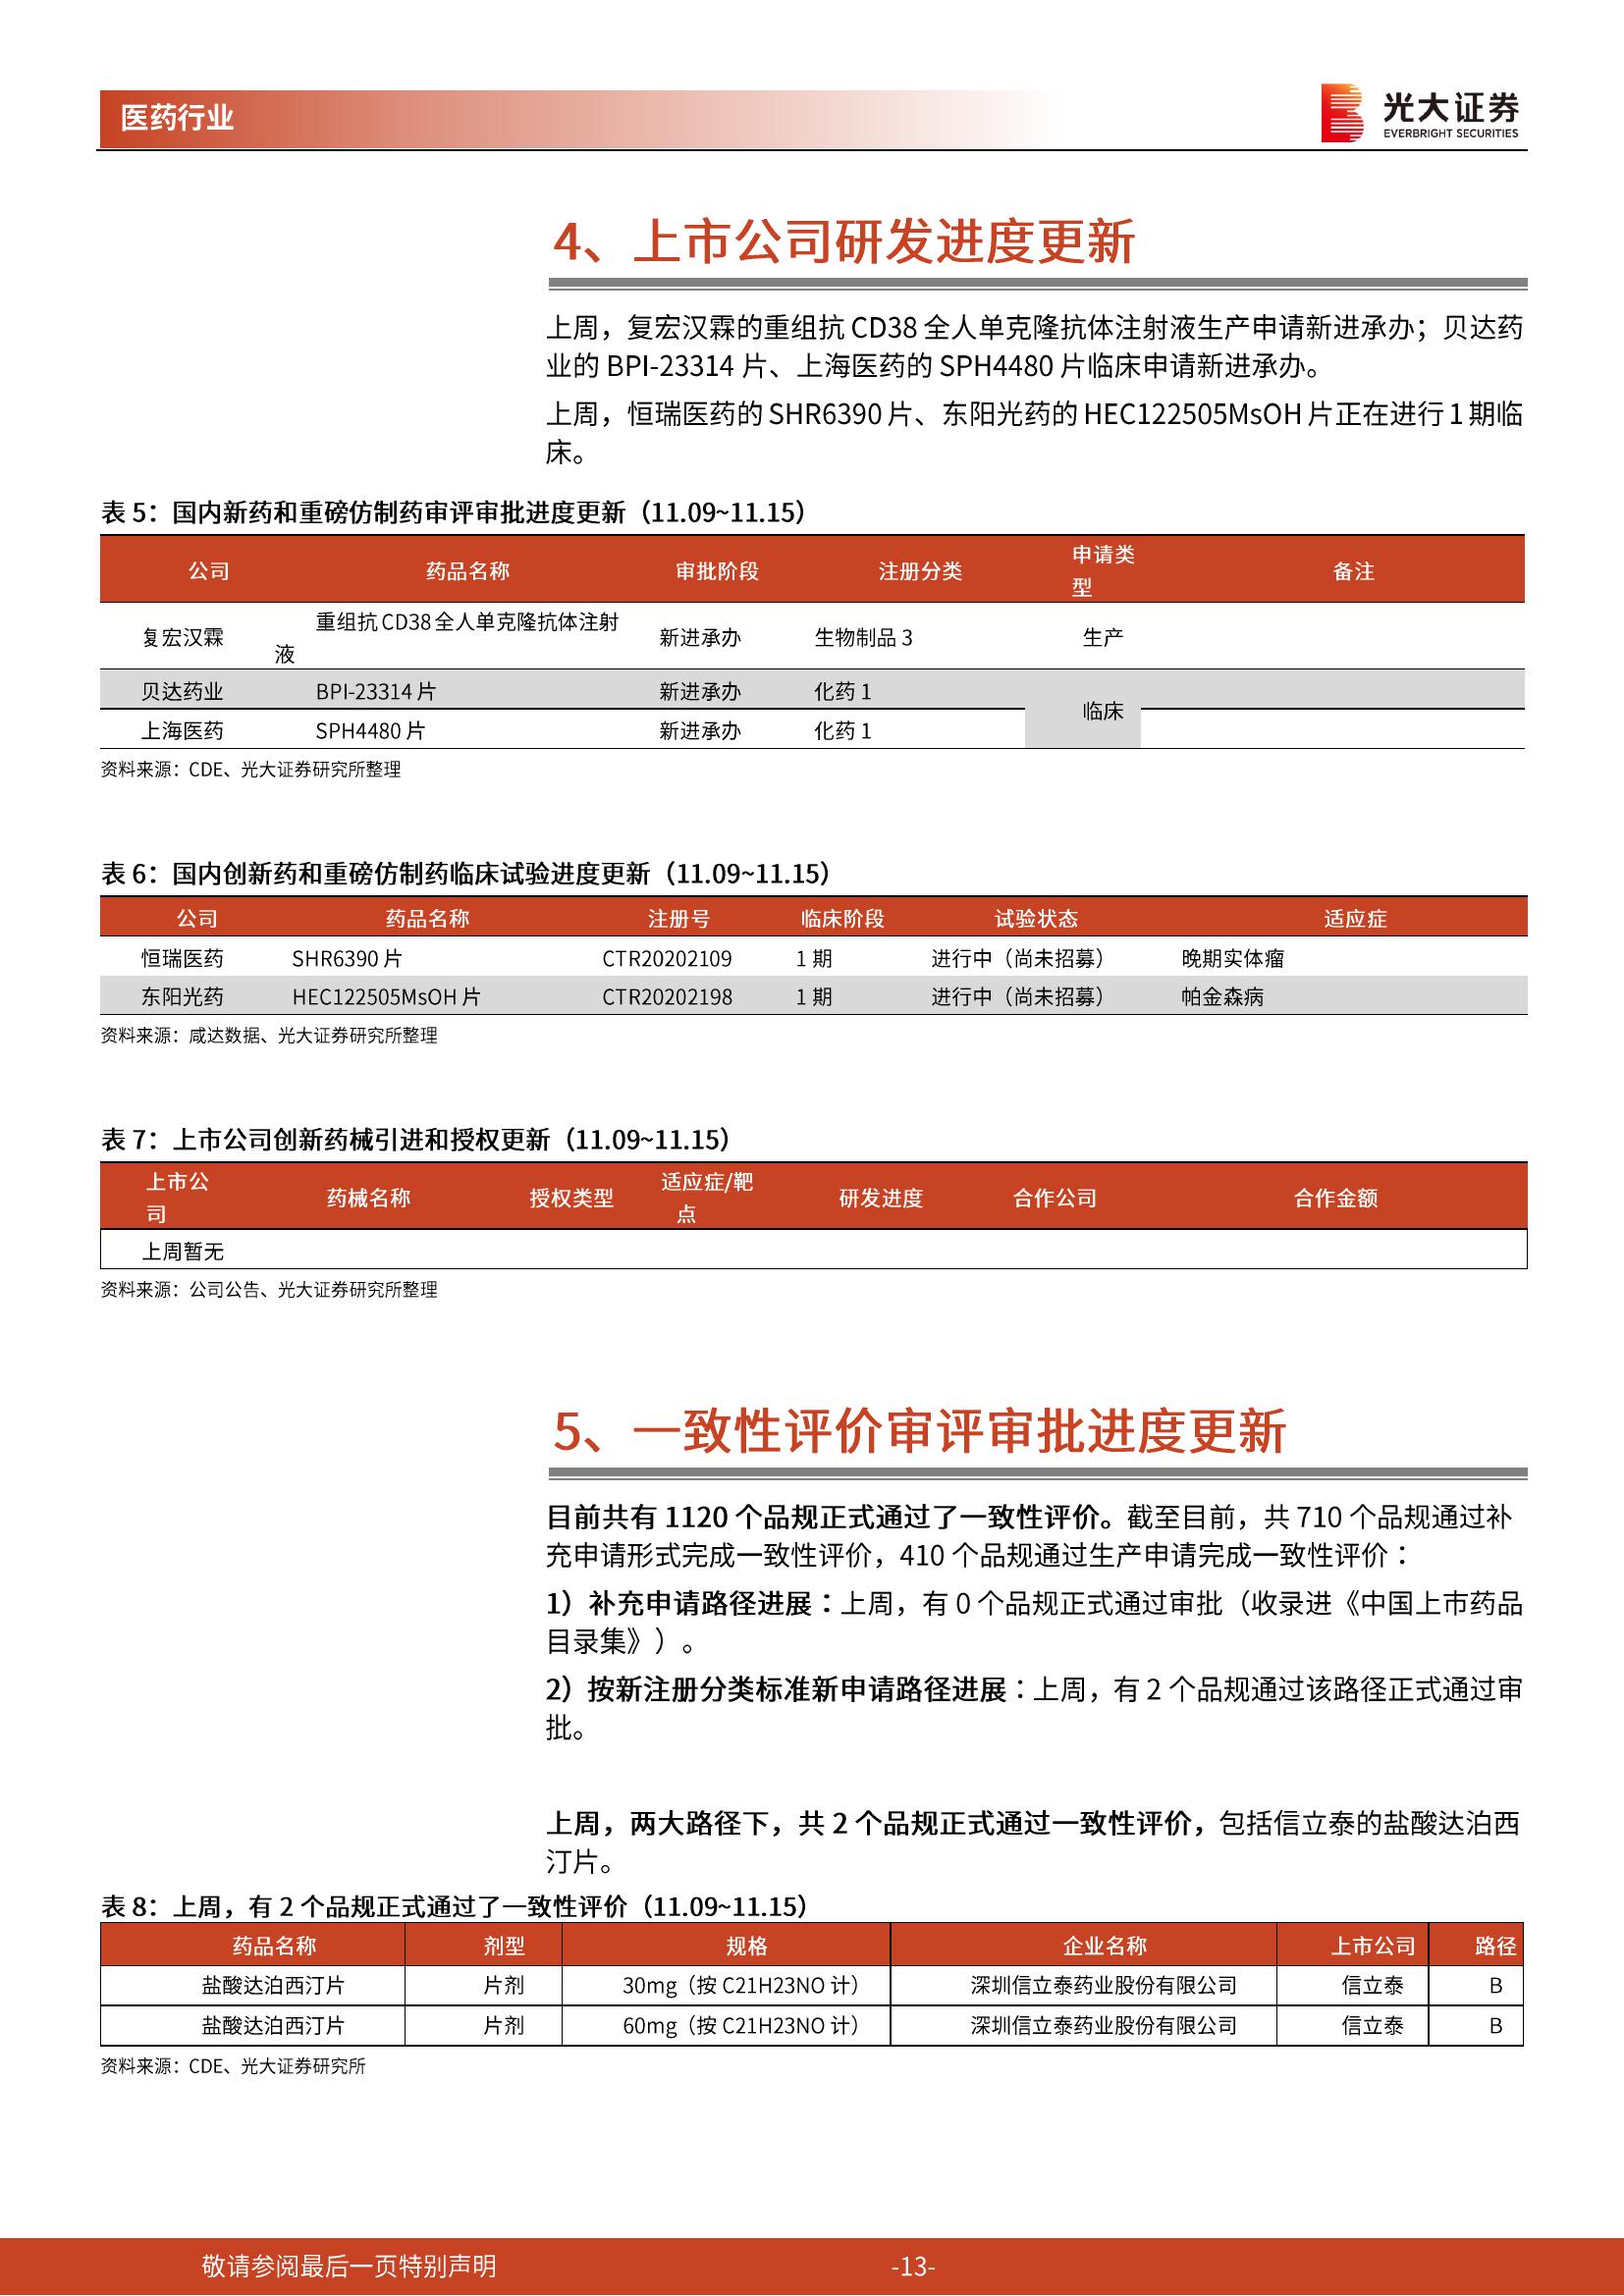 医药行业
光大证券
EVERBRIGHT SECURITIES
4、上市公司研发进度更新
上周，复宏汉霖的重组抗 CD38 全人单克隆抗体注射液生产申请新进承办；贝达药
业的 BPI-23314 片、上海医药的 SPH4480 片临床申请新进承办。
上周，恒瑞医药的 SHR6390 片、东阳光药的 HEC122505MsOH 片正在进行 1 期临
床。
表 5：国内新药和重磅仿制药审评审批进度更新（11.09~11.15）
公司 药品名称 审批阶段 注册分类 申请类型 备注
复宏汉霖 重组抗 CD38 全人单克隆抗体注射液 新进承办 生物制品 3 生产
贝达药业 BPI-23314 片 新进承办 化药 1 临床
上海医药 SPH4480 片 新进承办 化药 1
资料来源：CDE、光大证券研究所整理
表 6：国内创新药和重磅仿制药临床试验进度更新（11.09~11.15）
公司 药品名称 注册号 临床阶段 试验状态 适应症
恒瑞医药 SHR6390 片 CTR20202109 1 期 进行中（尚未招募） 晚期实体瘤
东阳光药 HEC122505MsOH 片 CTR20202198 1 期 进行中（尚未招募） 帕金森病
资料来源：咸达数据、光大证券研究所整理
表 7：上市公司创新药械引进和授权更新（11.09~11.15）
上市公司 药械名称 授权类型 适应症/靶点 研发进度 合作公司 合作金额
上周暂无
资料来源：公司公告、光大证券研究所整理
5、一致性评价审评审批进度更新
目前共有 1120 个品规正式通过了一致性评价。截至目前，共 710 个品规通过补
充申请形式完成一致性评价，410 个品规通过生产申请完成一致性评价：
1）补充申请路径进展：上周，有 0 个品规正式通过审批（收录进《中国上市药品
目录集》）。
2）按新注册分类标准新申请路径进展：上周，有 2 个品规通过该路径正式通过审
批。
上周，两大路径下，共 2 个品规正式通过一致性评价，包括信立泰的盐酸达泊西
汀片。
表 8：上周，有 2 个品规正式通过了一致性评价（11.09~11.15）
药品名称 剂型 规格 企业名称 上市公司 路径
盐酸达泊西汀片 片剂 30mg（按 C21H23NO 计） 深圳信立泰药业股份有限公司 信立泰 B
盐酸达泊西汀片 片剂 60mg（按 C21H23NO 计） 深圳信立泰药业股份有限公司 信立泰 B
资料来源：CDE、光大证券研究所
敬请参阅最后一页特别声明 -13-